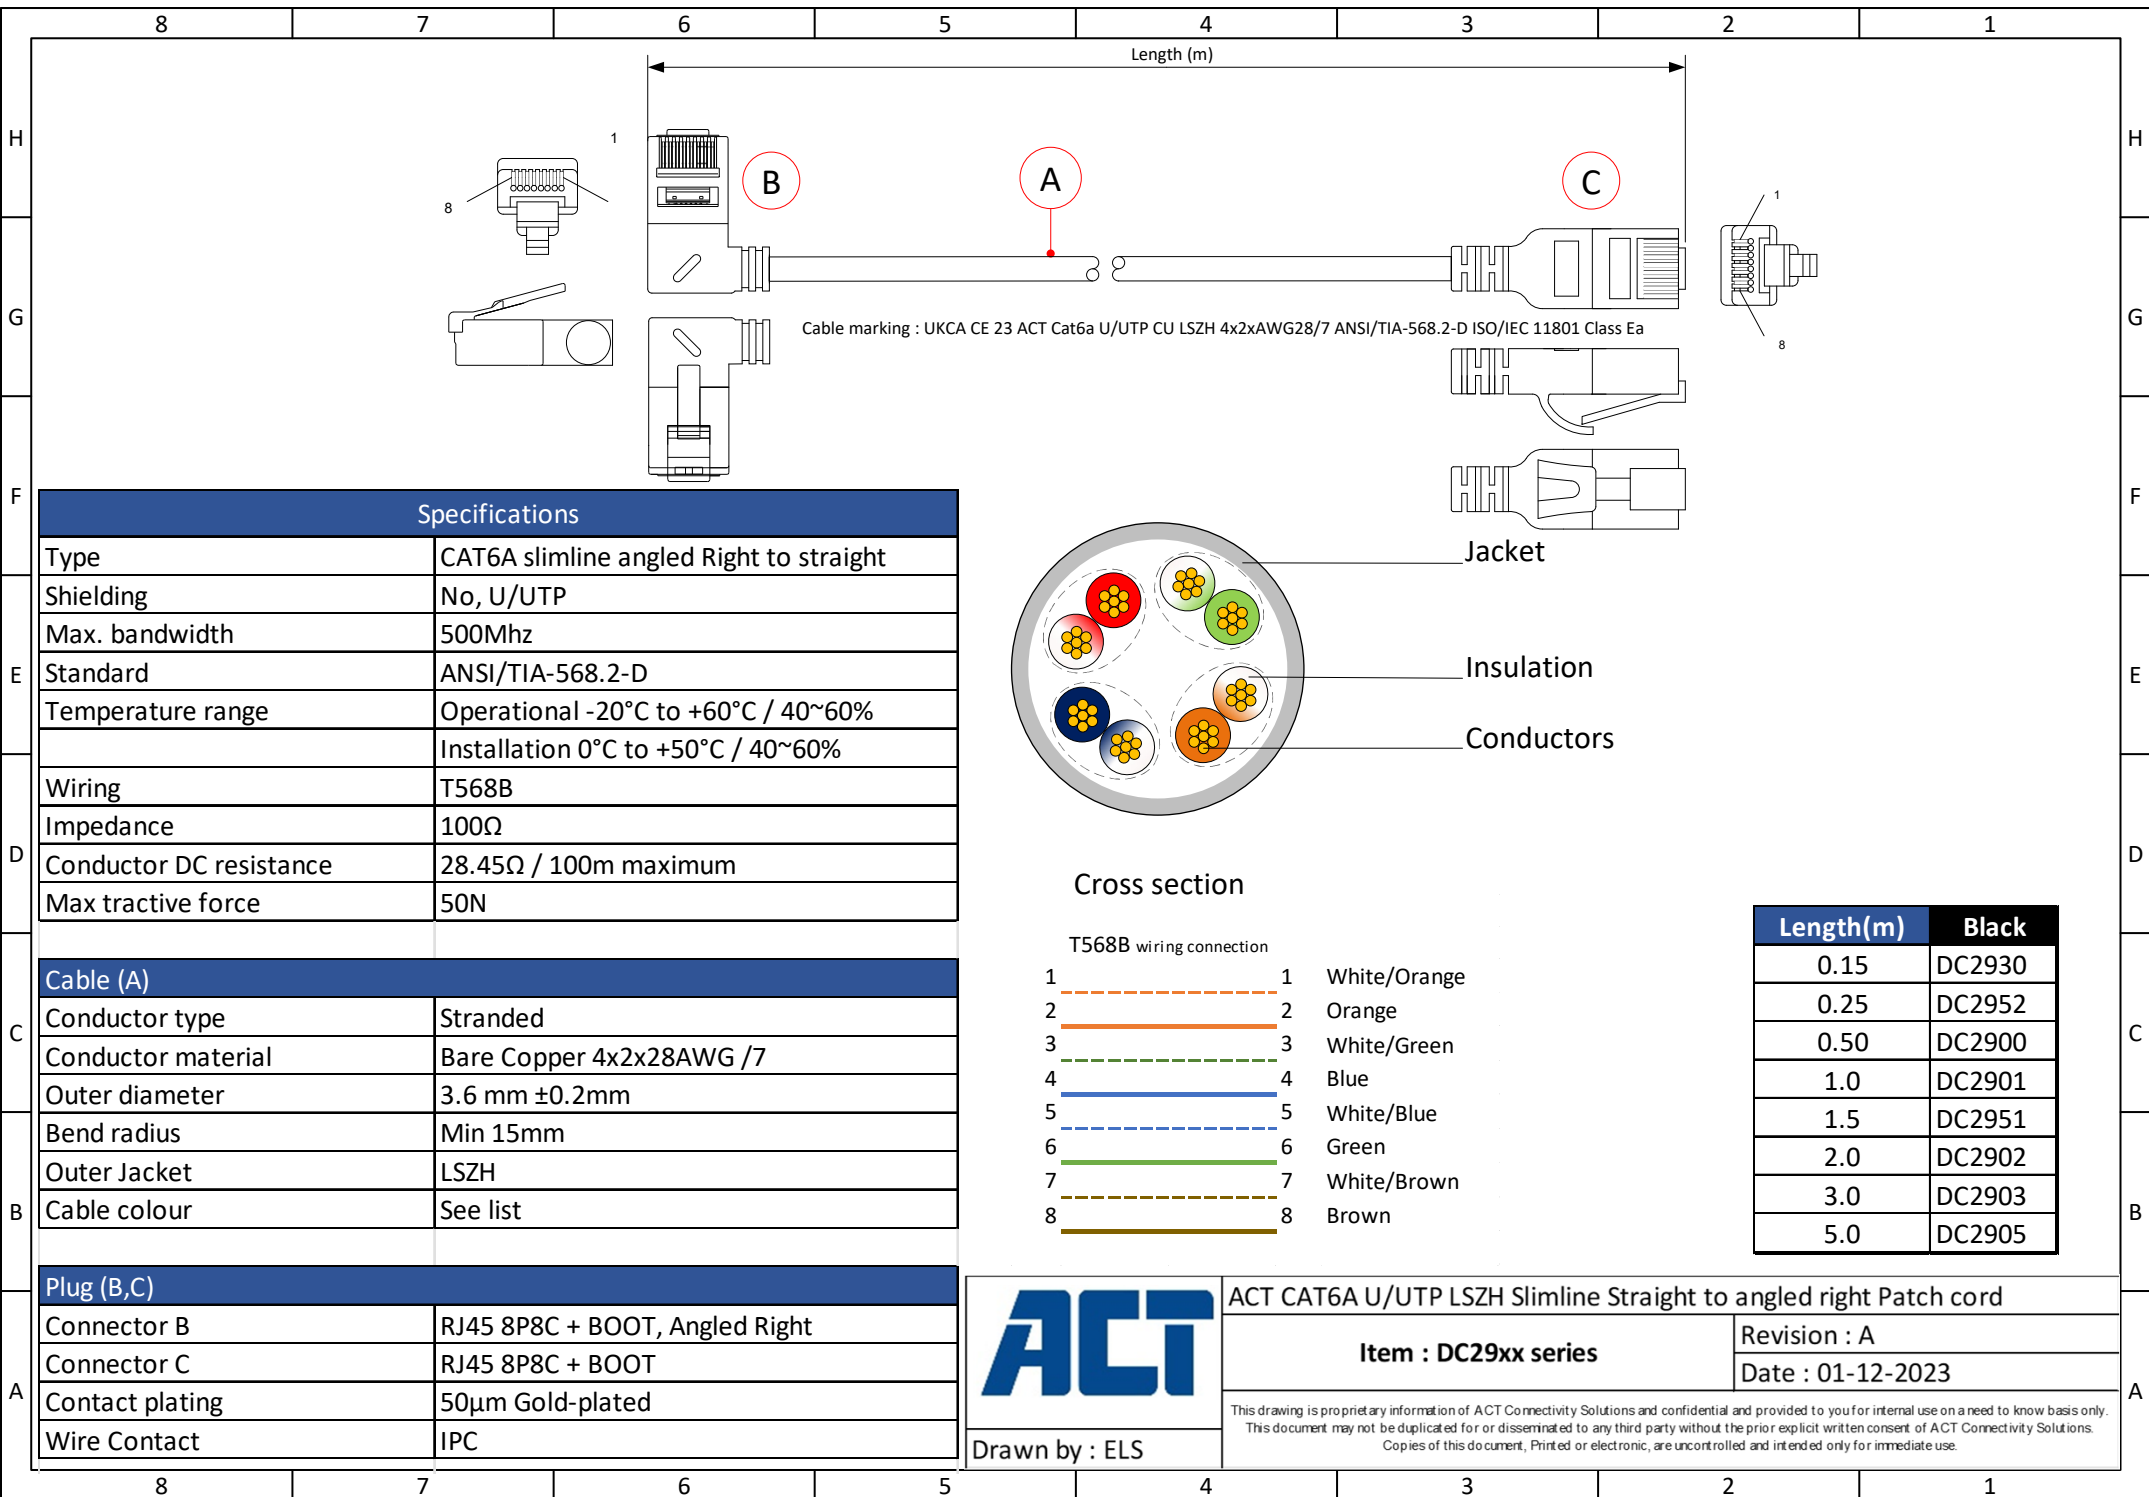 8 7 6 5 4 3 2 1
Length (m)
H H
1
B A C
8
1
G G
Cable marking : UKCA CE 23 ACT Cat6a U/UTP CU LSZH 4x2xAWG28/7 ANSI/TIA-568.2-D ISO/IEC 11801 Class Ea
8
F F
Specifications
Type CAT6A slimline angled Right to straight
Shielding No, U/UTP
Max. bandwidth 500Mhz
Standard ANSI/TIA-568.2-D
Temperature range Operational -20°C to +60°C / 40~60%
Installation 0°C to +50°C / 40~60%
Wiring T568B
Impedance 100Ω
Conductor DC resistance 28.45Ω / 100m maximum
Max tractive force 50N
Jacket
E E
Insulation
Conductors
D D
Cross section
Cable (A)
Conductor type Stranded
Conductor material Bare Copper 4x2x28AWG /7
Outer diameter 3.6 mm ±0.2mm
Bend radius Min 15mm
Outer Jacket LSZH
Cable colour See list
T568B wiring connection
1 1 White/Orange
2 2 Orange
3 3 White/Green
4 4 Blue
5 5 White/Blue
6 6 Green
7 7 White/Brown
8 8 Brown
Length(m) Black
0.15 DC2930
0.25 DC2952
0.50 DC2900
1.0 DC2901
1.5 DC2951
2.0 DC2902
3.0 DC2903
5.0 DC2905
C C
B B
Plug (B,C)
Connector B RJ45 8P8C + BOOT, Angled Right
Connector C RJ45 8P8C + BOOT
Contact plating 50µm Gold-plated
Wire Contact IPC
A A
ACT
Drawn by : ELS
ACT CAT6A U/UTP LSZH Slimline Straight to angled right Patch cord
Item : DC29xx series
Revision : A
Date : 01-12-2023
This drawing is proprietary information of ACT Connectivity Solutions and confidential and provided to you for internal use on a need to know basis only.
This document may not be duplicated for or disseminated to any third party without the prior explicit written consent of ACT Connectivity Solutions.
Copies of this document, Printed or electronic, are uncontrolled and intended only for immediate use.
8 7 6 5 4 3 2 1